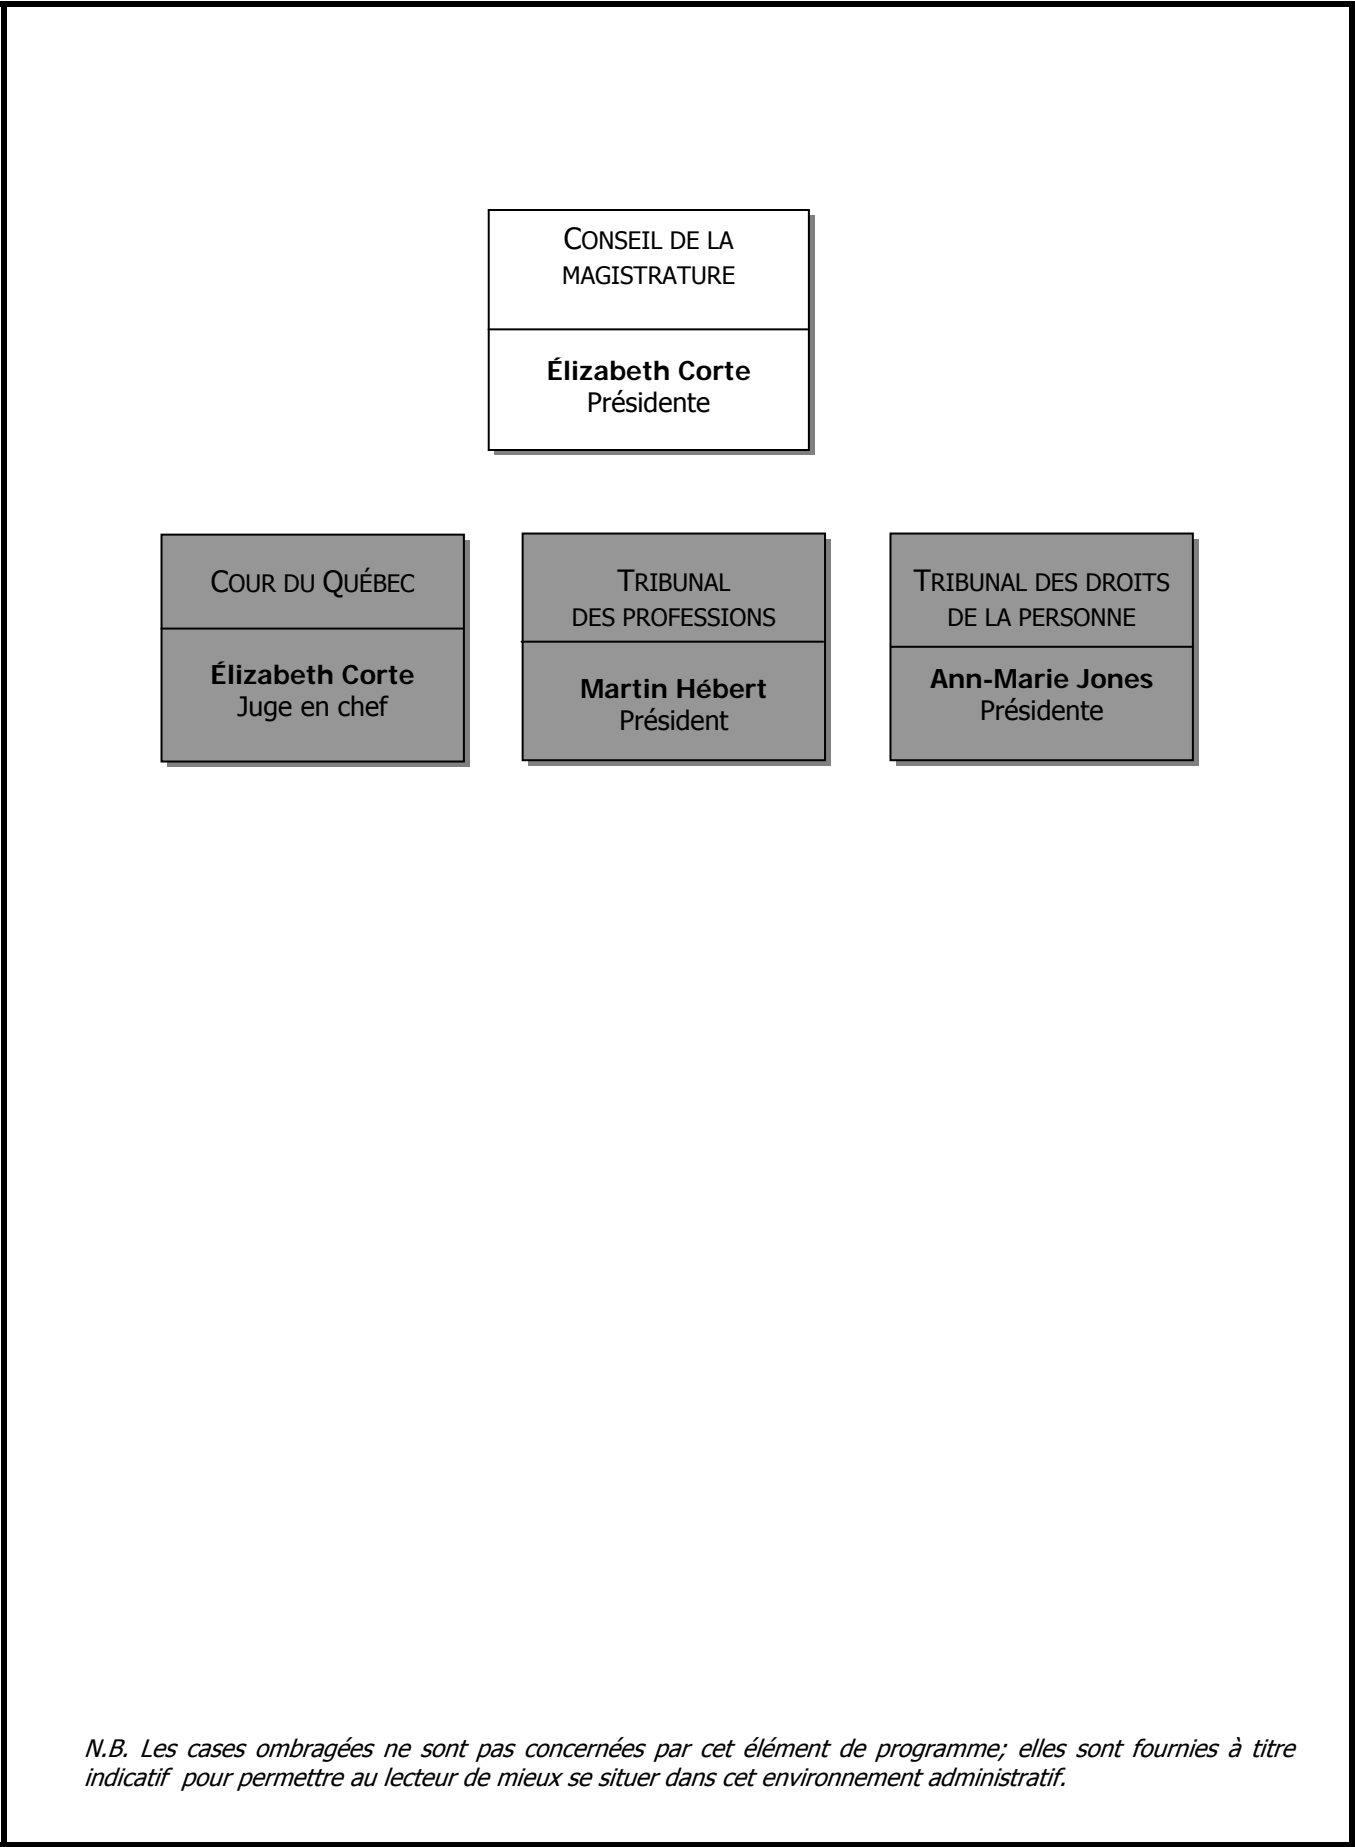 CONSEIL DE LA
MAGISTRATURE
Élizabeth Corte
Présidente
COUR DU QUÉBEC
Élizabeth Corte
Juge en chef
TRIBUNAL
DES PROFESSIONS
Martin Hébert
Président
TRIBUNAL DES DROITS
DE LA PERSONNE
Ann-Marie Jones
Présidente
N.B. Les cases ombragées ne sont pas concernées par cet élément de programme; elles sont fournies à titre
indicatif pour permettre au lecteur de mieux se situer dans cet environnement administratif.